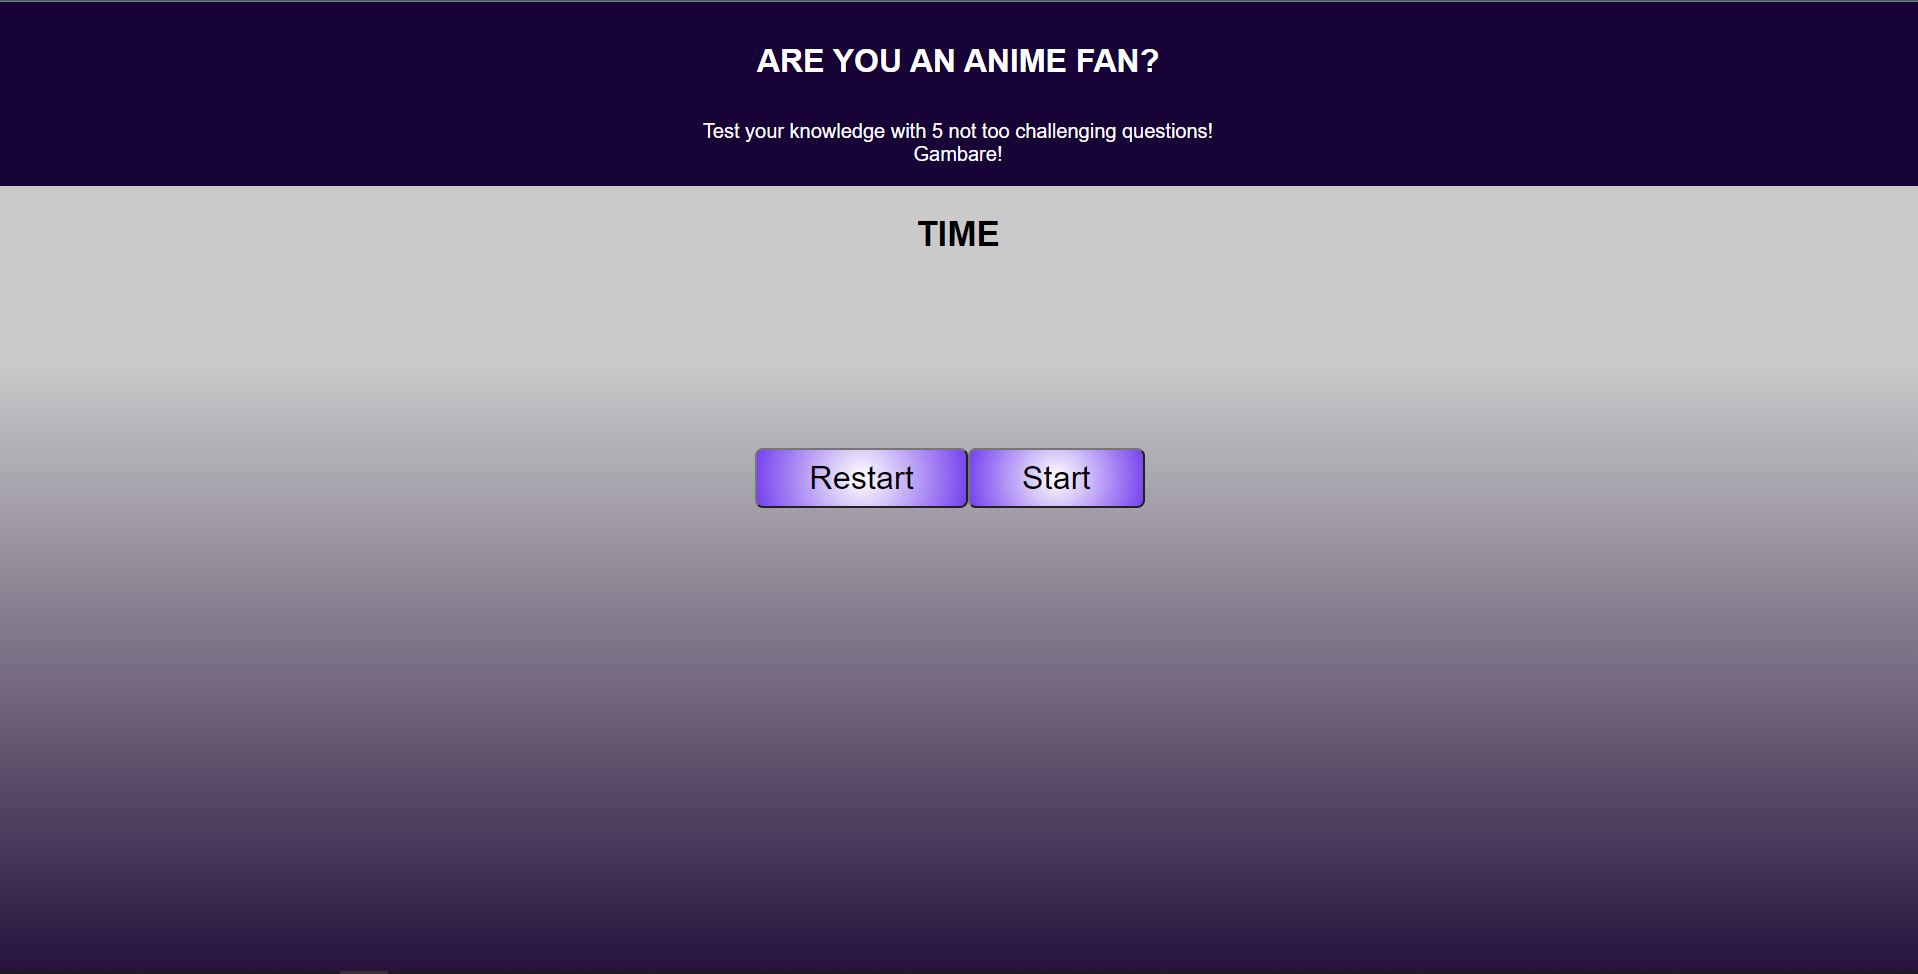 ARE YOU AN ANIME FAN?
Test your knowledge with 5 not too challenging questions!
Gambare!
TIME
Restart
Start